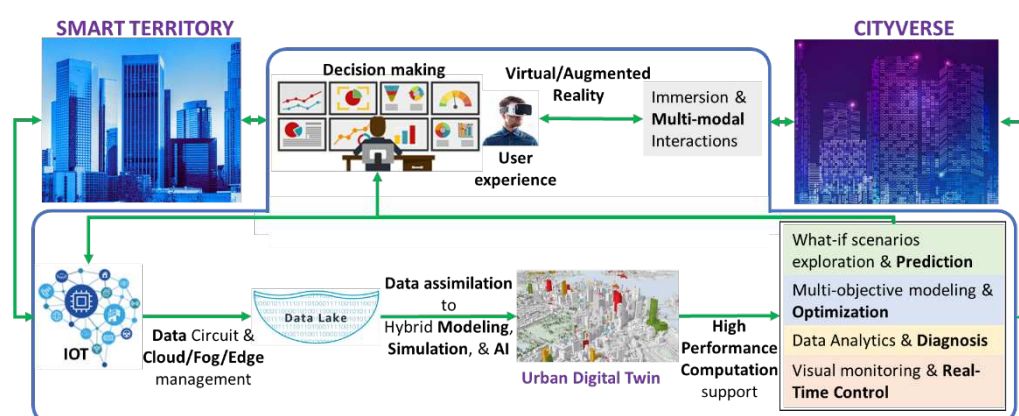 SMART TERRITORY
CITYVERSE
Decision making
Virtual/Augmented
Reality
Immersion &
Multi-modal
Interactions
User
experience
What-if scenarios
exploration & Prediction
Multi-objective modeling &
Optimization
Data Analytics & Diagnosis
Visual monitoring & Real-
Time Control
IOT
Data Circuit &
Cloud/Fog/Edge
management
Data Lake
Data assimilation
to
Hybrid Modeling,
Simulation, & AI
Urban Digital Twin
High
Performance
Computation
support